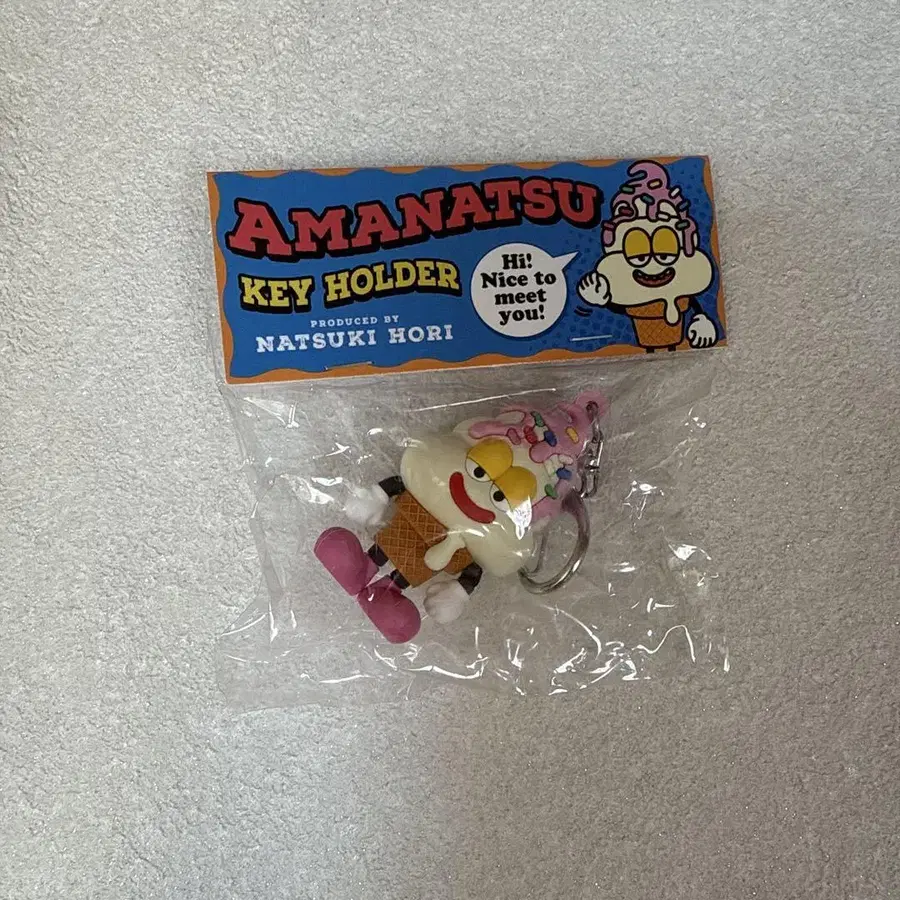 AMANATSU
KEY HOLDER
PRODUCED BY
NATSUKI HORI
Hi!
Nice to
meet
you!